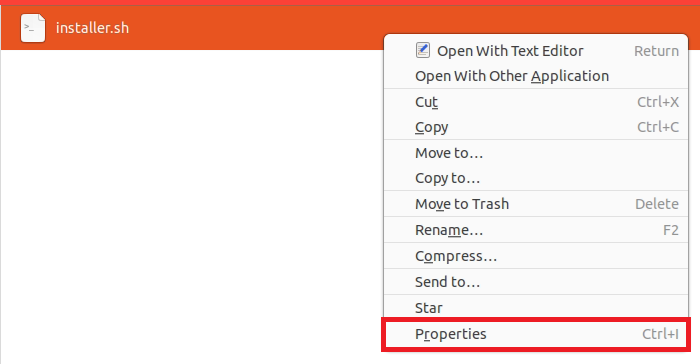 >_ installer.sh
Open With Text Editor Return
Open With Other Application
Cut Ctrl+X
Copy Ctrl+C
Move to...
Copy to...
Move to Trash Delete
Rename... F2
Compress...
Send to...
Star
Properties Ctrl+I